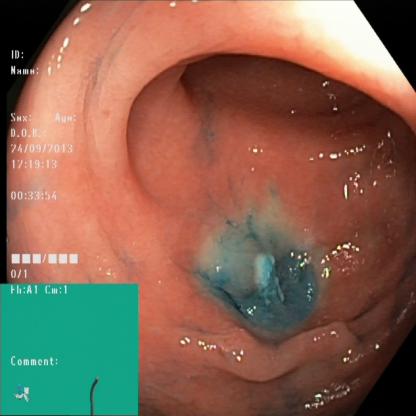 ID:
Name:
Sex: Age:
D.O.B.:
24/09/2013
17:19:13
00:33:54
■■■/■■■
0/1
Eh:A1 Cm:1
Comment: